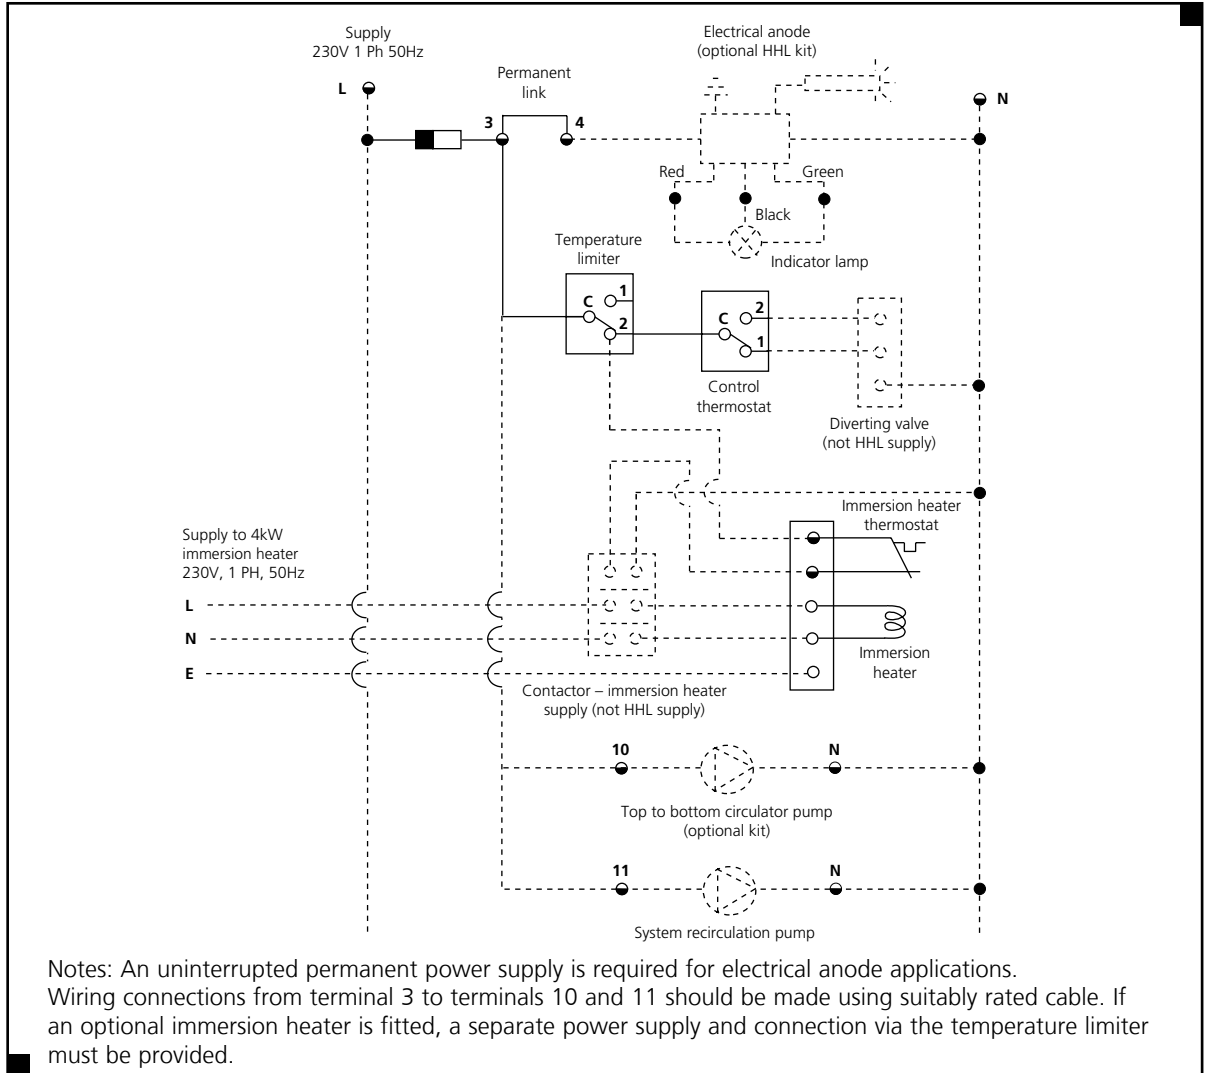 Supply
230V 1 Ph 50Hz
L
Permanent
link
3
4
Electrical anode
(optional HHL kit)
N
Red
Green
Black
Indicator lamp
Temperature
limiter
C
1
2
C
2
1
Control
thermostat
Diverting valve
(not HHL supply)
Immersion heater
thermostat
Supply to 4kW
immersion heater
230V, 1 PH, 50Hz
L
N
E
Immersion
heater
Contactor – immersion heater
supply (not HHL supply)
10
N
Top to bottom circulator pump
(optional kit)
11
N
System recirculation pump
Notes: An uninterrupted permanent power supply is required for electrical anode applications.
Wiring connections from terminal 3 to terminals 10 and 11 should be made using suitably rated cable. If
an optional immersion heater is fitted, a separate power supply and connection via the temperature limiter
must be provided.